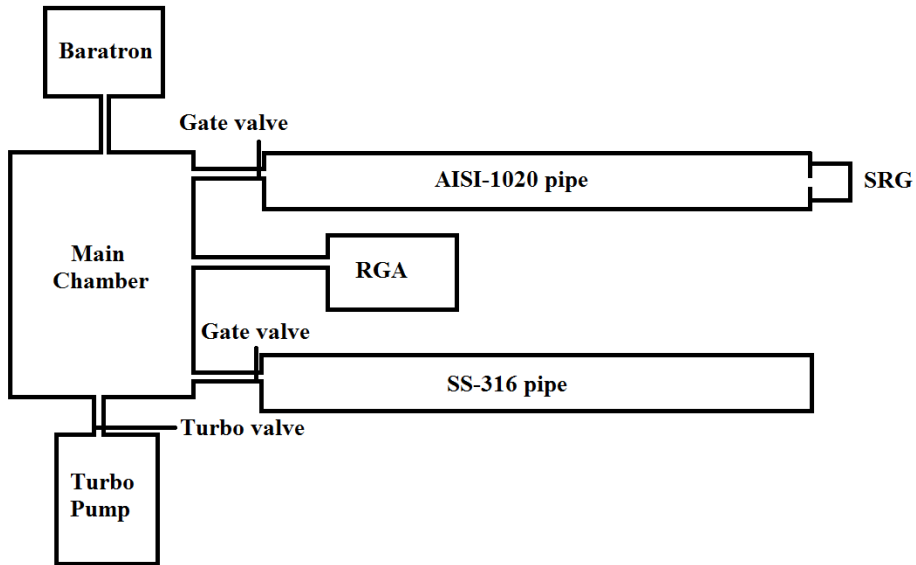 Baratron
Gate valve
AISI-1020 pipe
SRG
Main
Chamber
RGA
Gate valve
SS-316 pipe
Turbo valve
Turbo
Pump